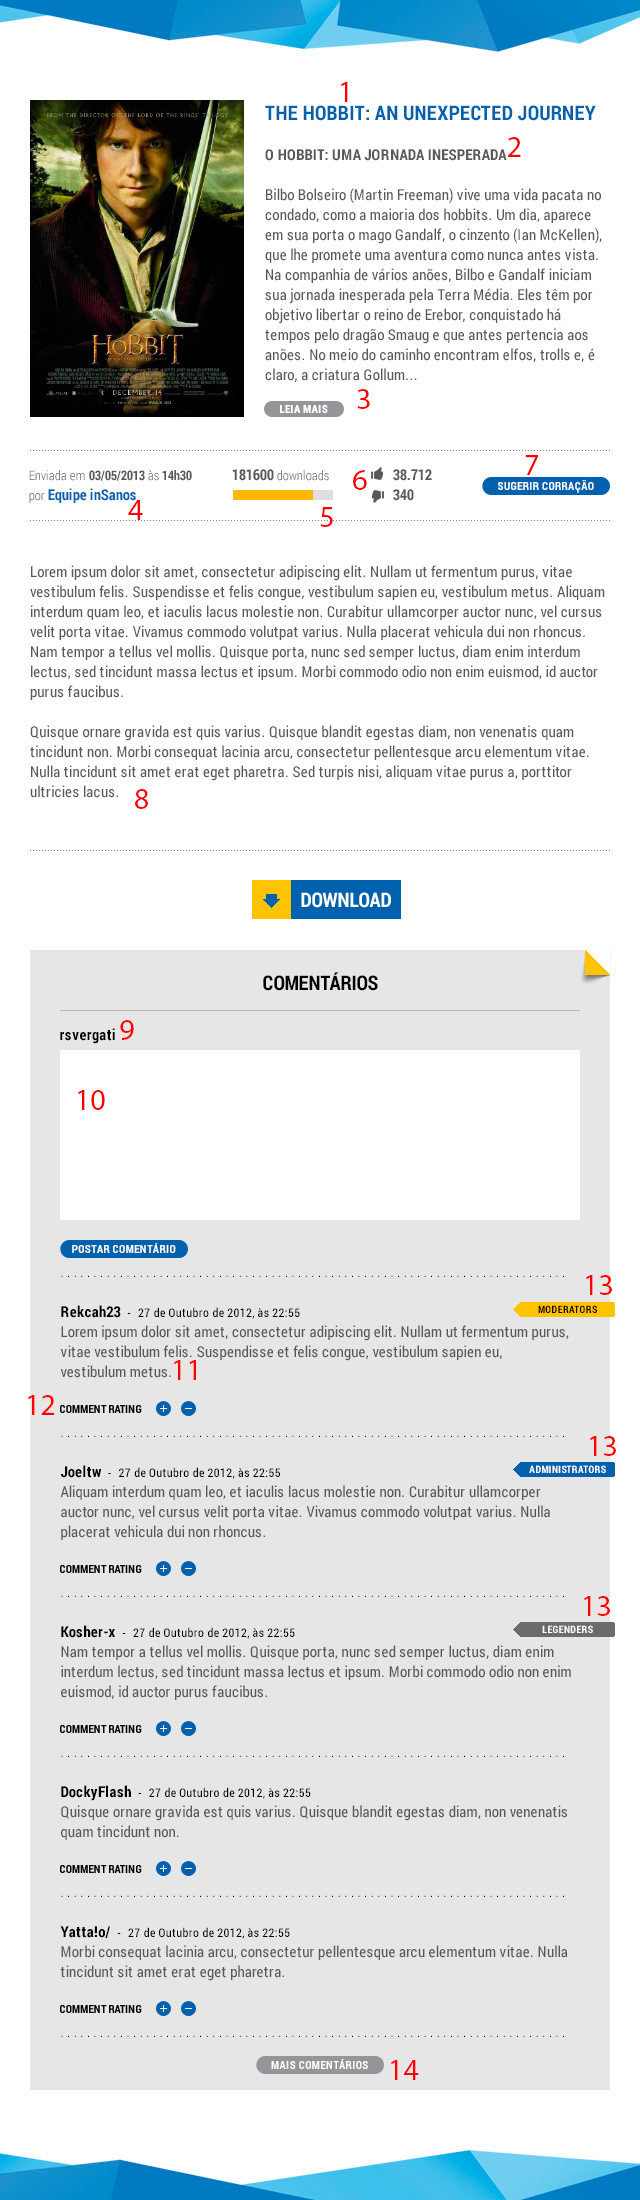 1
THE HOBBIT: AN UNEXPECTED JOURNEY
O HOBBIT: UMA JORNADA INESPERADA 2
Bilbo Bolseiro (Martin Freeman) vive uma vida pacata no
condado, como a maioria dos hobbits. Um dia, aparece
em sua porta o mago Gandalf, o cinzento (Ian McKellen),
que lhe promete uma aventura como nunca antes vista.
Na companhia de vários anões, Bilbo e Gandalf iniciam
sua jornada inesperada pela Terra Média. Eles têm por
objetivo libertar o reino de Erebor, conquistado há
tempos pelo dragão Smaug e que antes pertencia aos
anões. No meio do caminho encontram elfos, trolls e, é
claro, a criatura Gollum...
LEIA MAIS 3
FROM THE DIRECTOR OF THE LORD OF THE RINGS TRILOGY
THE HOBBIT
DECEMBER 14
Enviada em 03/05/2013 às 14h30
por Equipe inSanos
4
181600 downloads
5
6 38.712
340
7
SUGERIR CORRAÇÃO
Lorem ipsum dolor sit amet, consectetur adipiscing elit. Nullam ut fermentum purus, vitae
vestibulum felis. Suspendisse et felis congue, vestibulum sapien eu, vestibulum metus. Aliquam
interdum quam leo, et iaculis lacus molestie non. Curabitur ullamcorper auctor nunc, vel cursus
velit porta vitae. Vivamus commodo volutpat varius. Nulla placerat vehicula dui non rhoncus.
Nam tempor a tellus vel mollis. Quisque porta, nunc sed semper luctus, diam enim interdum
lectus, sed tincidunt massa lectus et ipsum. Morbi commodo odio non enim euismod, id auctor
purus faucibus.
Quisque ornare gravida est quis varius. Quisque blandit egestas diam, non venenatis quam
tincidunt non. Morbi consequat lacinia arcu, consectetur pellentesque arcu elementum vitae.
Nulla tincidunt sit amet erat eget pharetra. Sed turpis nisi, aliquam vitae purus a, porttitor
ultricies lacus. 8
DOWNLOAD
COMENTÁRIOS
rsvergati 9
10
POSTAR COMENTÁRIO
13
Rekcah23 - 27 de Outubro de 2012, às 22:55 MODERATORS
Lorem ipsum dolor sit amet, consectetur adipiscing elit. Nullam ut fermentum purus,
vitae vestibulum felis. Suspendisse et felis congue, vestibulum sapien eu,
vestibulum metus. 11
12 COMMENT RATING + −
13
Joeltw - 27 de Outubro de 2012, às 22:55 ADMINISTRATORS
Aliquam interdum quam leo, et iaculis lacus molestie non. Curabitur ullamcorper
auctor nunc, vel cursus velit porta vitae. Vivamus commodo volutpat varius. Nulla
placerat vehicula dui non rhoncus.
COMMENT RATING + −
13
Kosher-x - 27 de Outubro de 2012, às 22:55 LEGENDERS
Nam tempor a tellus vel mollis. Quisque porta, nunc sed semper luctus, diam enim
interdum lectus, sed tincidunt massa lectus et ipsum. Morbi commodo odio non enim
euismod, id auctor purus faucibus.
COMMENT RATING + −
DockyFlash - 27 de Outubro de 2012, às 22:55
Quisque ornare gravida est quis varius. Quisque blandit egestas diam, non venenatis
quam tincidunt non.
COMMENT RATING + −
Yatta!o/ - 27 de Outubro de 2012, às 22:55
Morbi consequat lacinia arcu, consectetur pellentesque arcu elementum vitae. Nulla
tincidunt sit amet erat eget pharetra.
COMMENT RATING + −
MAIS COMENTÁRIOS 14